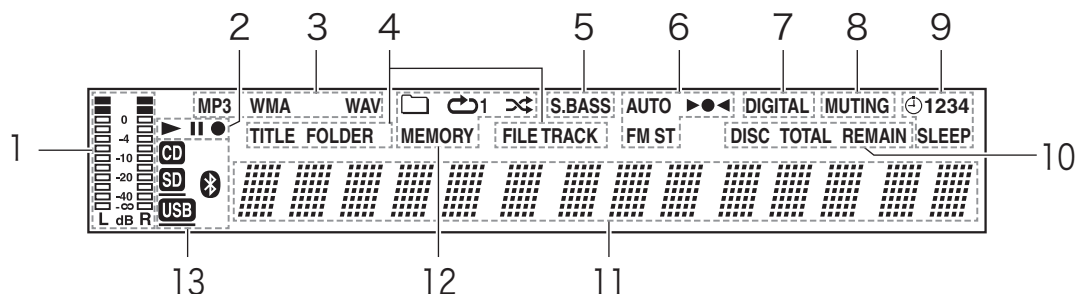 2 3 4 5 6 7 8 9
MP3 WMA WAV 1 S.BASS AUTO DIGITAL MUTING 1234
TITLE FOLDER MEMORY FILE TRACK FM ST DISC TOTAL REMAIN SLEEP
1
10
0
-4
-10
-20
-40
-∞
L dB R
CD
SD
USB
13 12 11